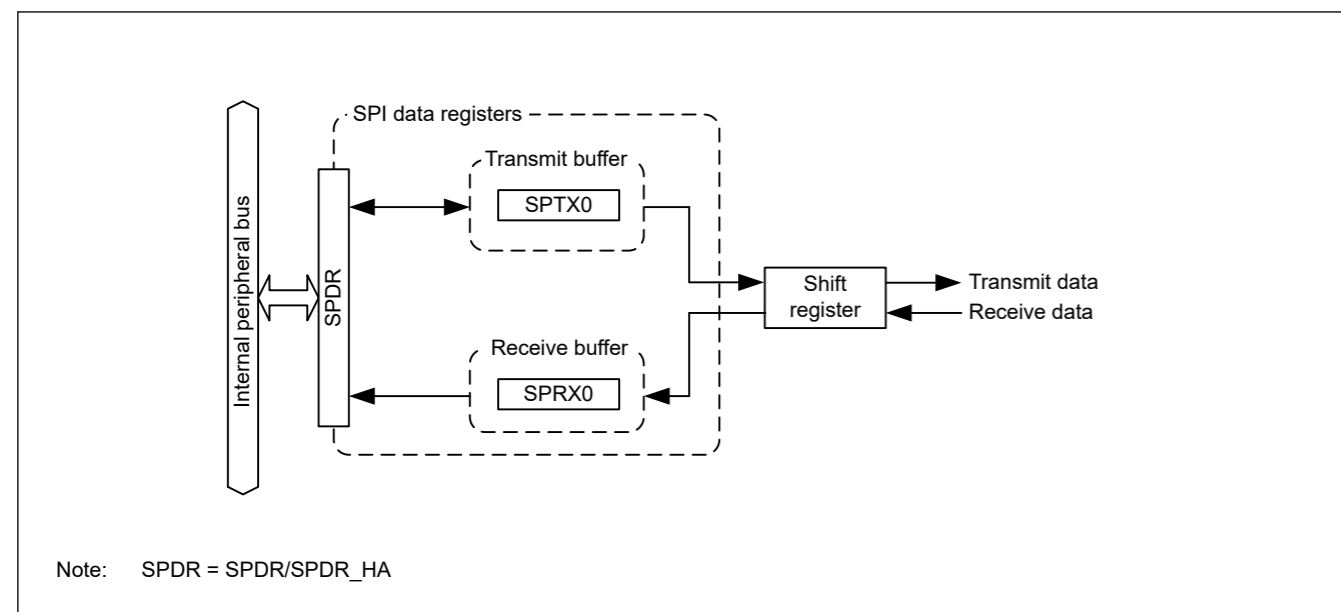 SPI data registers
Transmit buffer
SPTX0
Internal peripheral bus
SPDR
Shift
register
Transmit data
Receive data
Receive buffer
SPRX0
Note: SPDR = SPDR/SPDR_HA